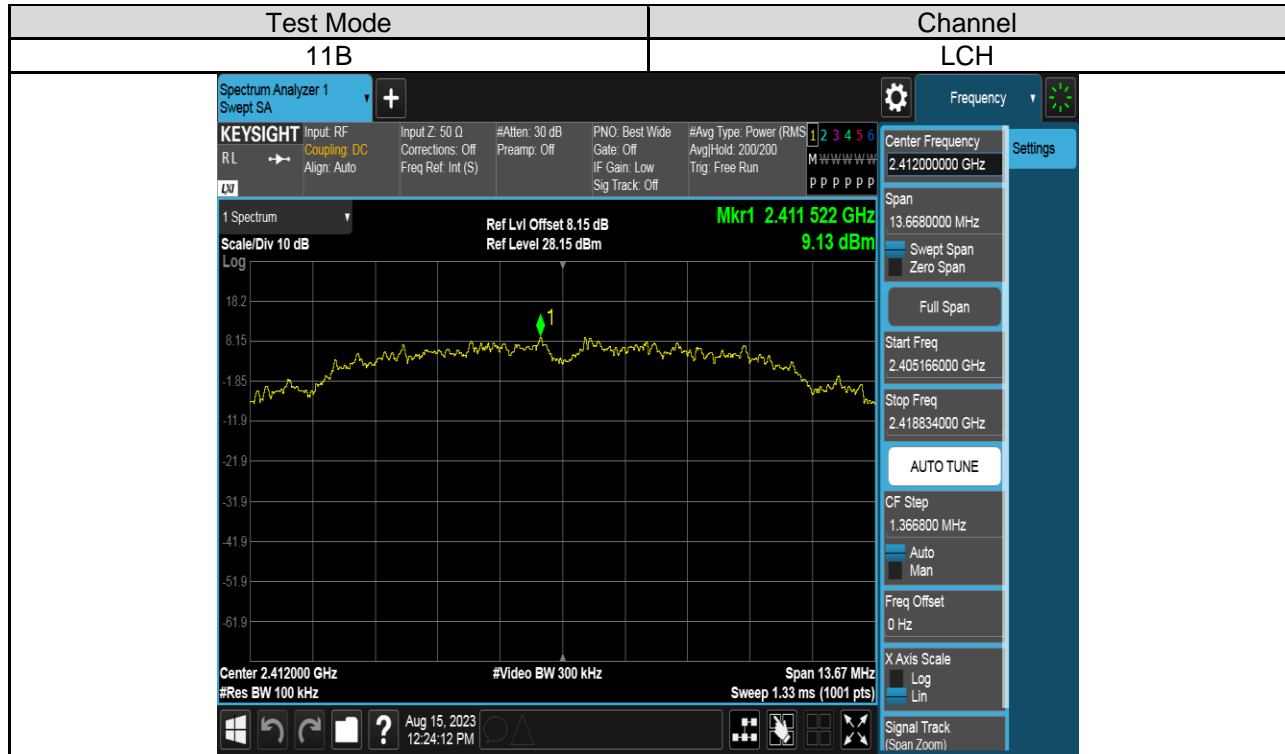 Test Mode Channel
11B LCH
Spectrum Analyzer 1
Swept SA
Frequency
KEYSIGHT
R L
LXI
Input: RF
Coupling: DC
Align: Auto
Input Z: 50 Ω
Corrections: Off
Freq Ref: Int (S)
#Atten: 30 dB
Preamp: Off
PNO: Best Wide
Gate: Off
IF Gain: Low
Sig Track: Off
#Avg Type: Power (RMS
Avg|Hold: 200/200
Trig: Free Run
1 2 3 4 5 6
M W W W W W
P P P P P P
1 Spectrum
Scale/Div 10 dB
Ref Lvl Offset 8.15 dB
Ref Level 28.15 dBm
Mkr1 2.411 522 GHz
9.13 dBm
Log
18.2
8.15
-1.85
-11.9
-21.9
-31.9
-41.9
-51.9
-61.9
1
Center 2.412000 GHz
#Res BW 100 kHz
#Video BW 300 kHz
Span 13.67 MHz
Sweep 1.33 ms (1001 pts)
?
Aug 15, 2023
12:24:12 PM
Center Frequency
2.412000000 GHz
Span
13.6680000 MHz
Swept Span
Zero Span
Full Span
Start Freq
2.405166000 GHz
Stop Freq
2.418834000 GHz
AUTO TUNE
CF Step
1.366800 MHz
Auto
Man
Freq Offset
0 Hz
X Axis Scale
Log
Lin
Signal Track
(Span Zoom)
Settings